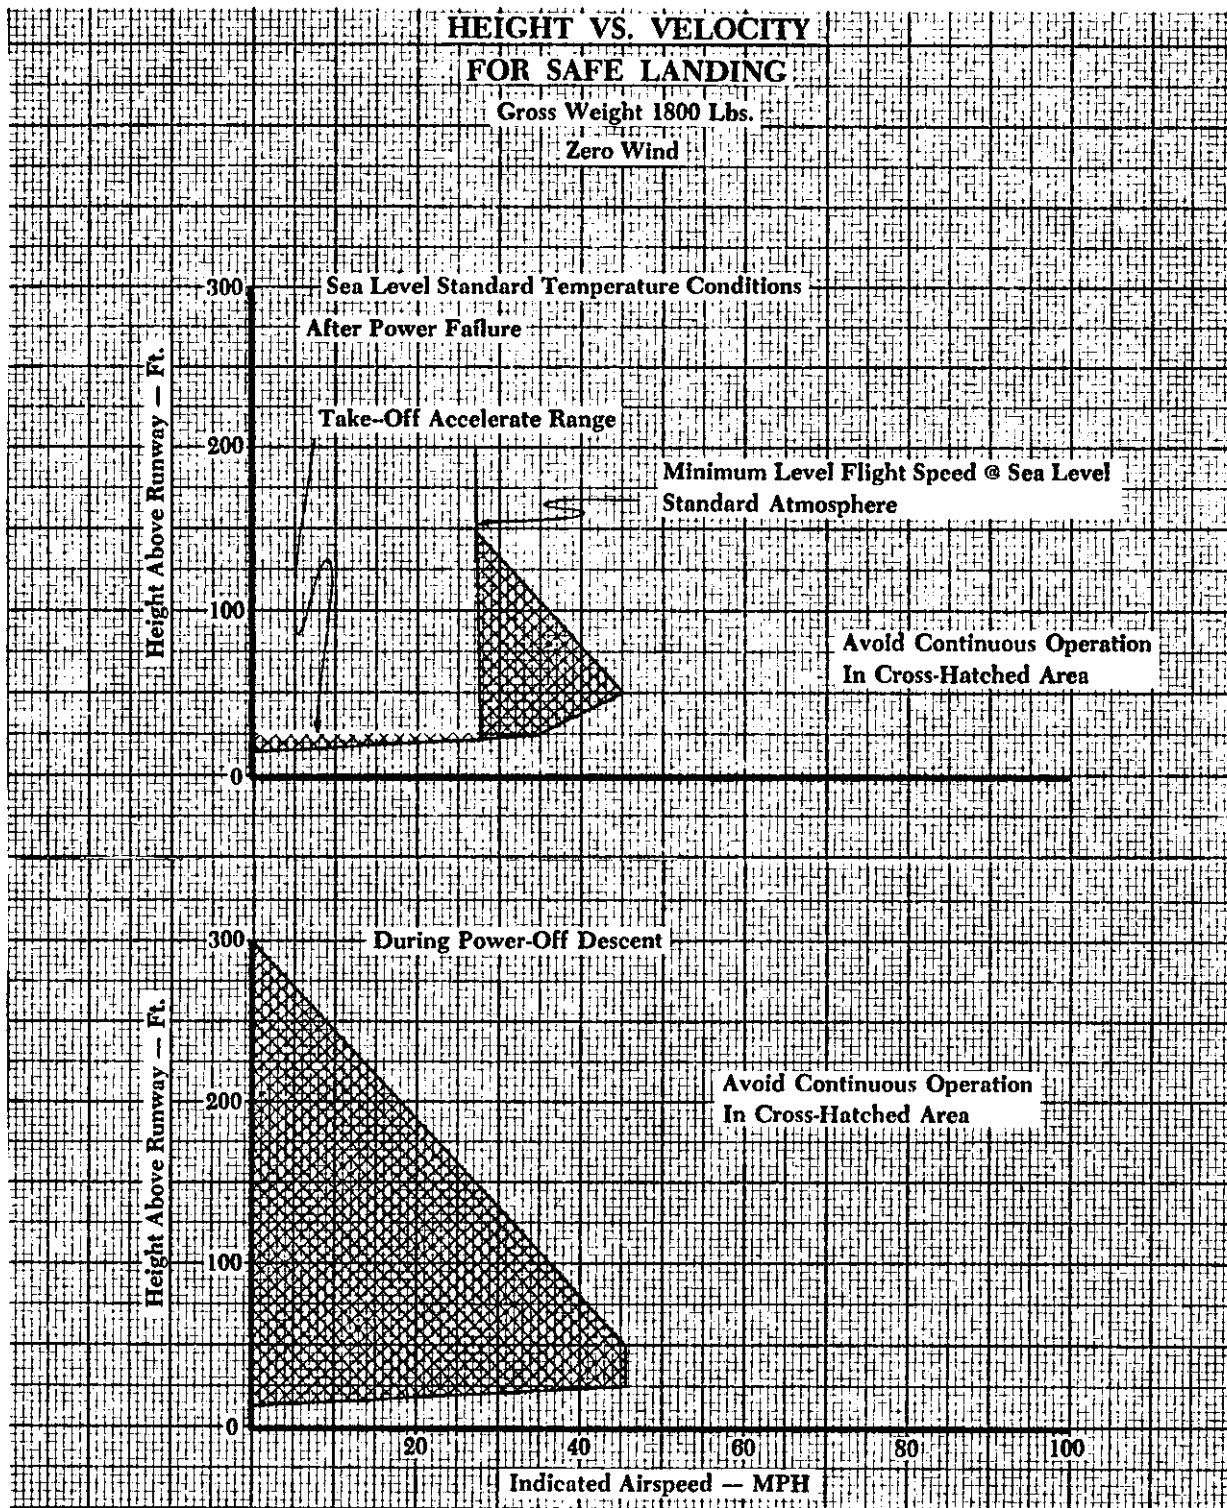 HEIGHT VS. VELOCITY
FOR SAFE LANDING
Gross Weight 1800 Lbs.
Zero Wind
300
Sea Level Standard Temperature Conditions
After Power Failure
Take-Off Accelerate Range
200
Minimum Level Flight Speed @ Sea Level
Standard Atmosphere
Height Above Runway — Ft.
100
Avoid Continuous Operation
In Cross-Hatched Area
0
300
During Power-Off Descent
Height Above Runway — Ft.
200
Avoid Continuous Operation
In Cross-Hatched Area
100
0
20 40 60 80 100
Indicated Airspeed — MPH